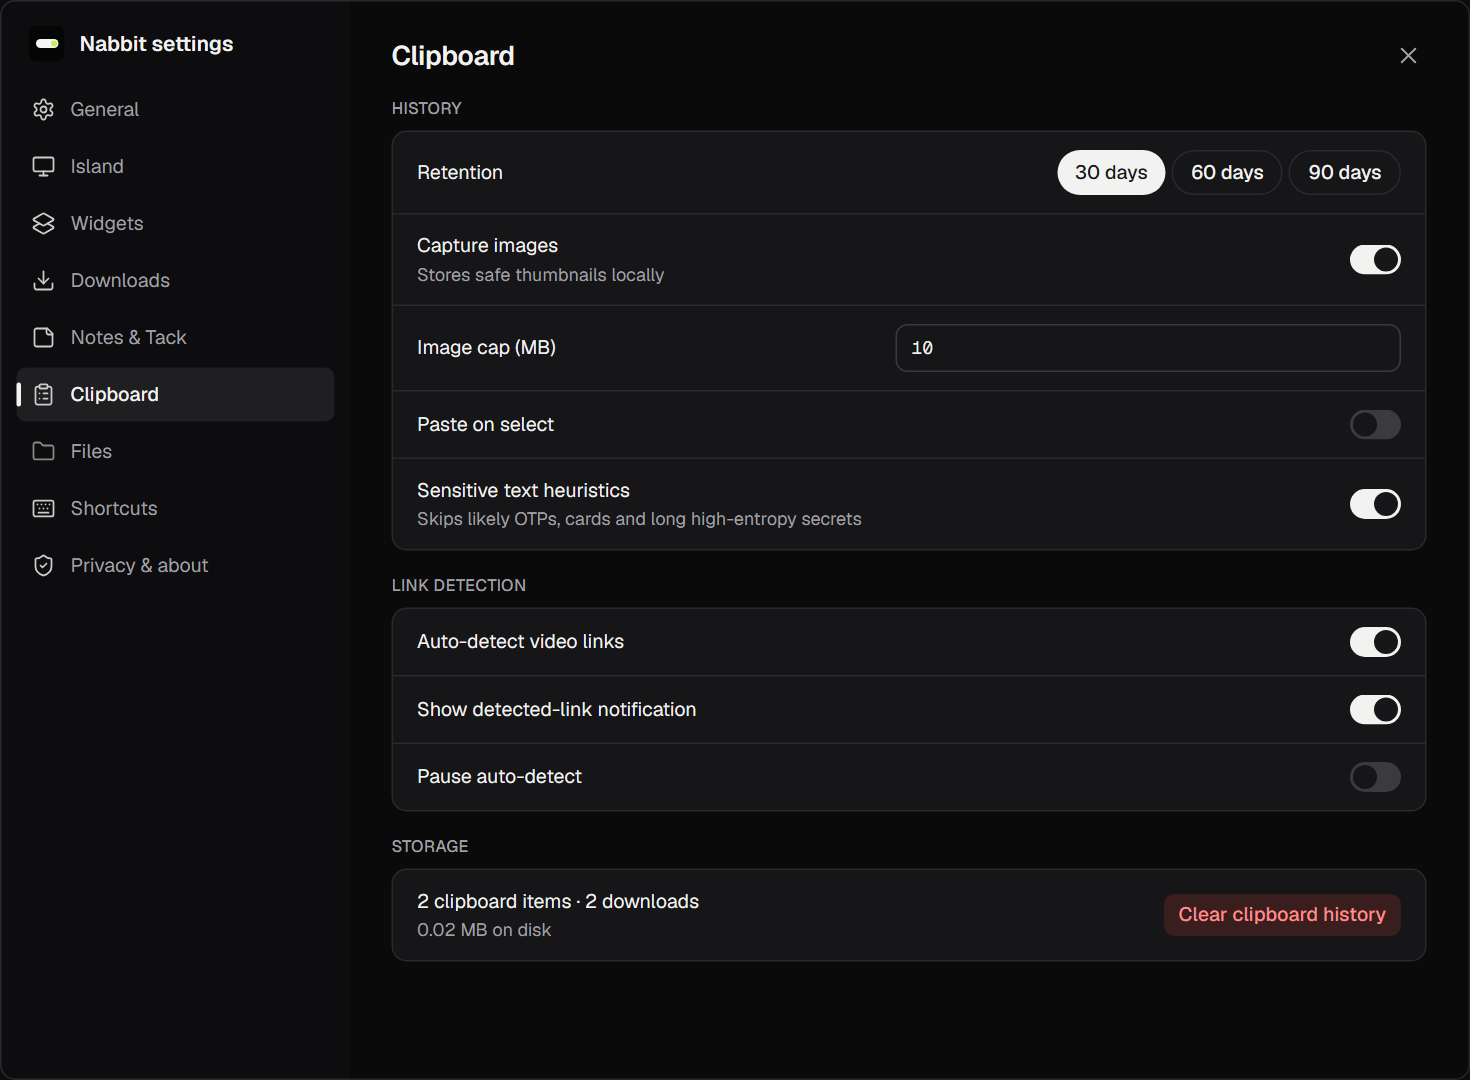 Nabbit settings
General
Island
Widgets
Downloads
Notes & Tack
Clipboard
Files
Shortcuts
Privacy & about
Clipboard
HISTORY
Retention
30 days
60 days
90 days
Capture images
Stores safe thumbnails locally
Image cap (MB)
10
Paste on select
Sensitive text heuristics
Skips likely OTPs, cards and long high-entropy secrets
LINK DETECTION
Auto-detect video links
Show detected-link notification
Pause auto-detect
STORAGE
2 clipboard items · 2 downloads
0.02 MB on disk
Clear clipboard history